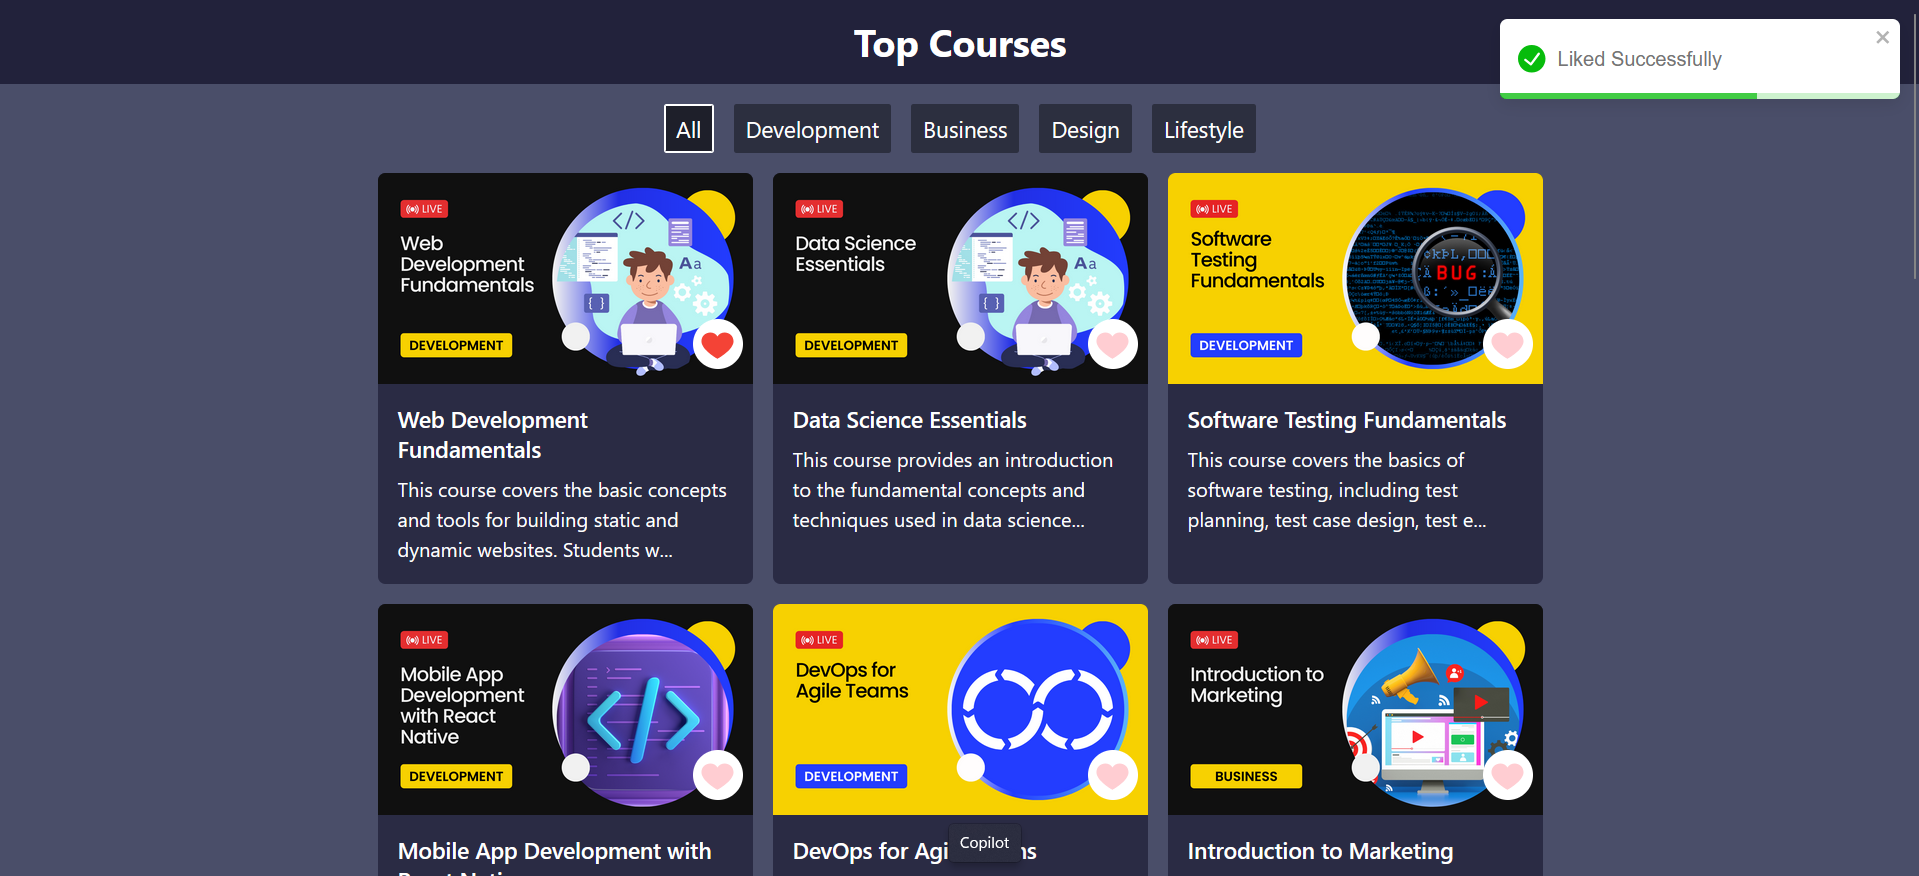 Top Courses
Liked Successfully
All
Development
Business
Design
Lifestyle
LIVE
Web
Development
Fundamentals
DEVELOPMENT
Aa
Web Development
Fundamentals
This course covers the basic concepts
and tools for building static and
dynamic websites. Students w...
LIVE
Data Science
Essentials
DEVELOPMENT
Aa
Data Science Essentials
This course provides an introduction
to the fundamental concepts and
techniques used in data science...
LIVE
Software
Testing
Fundamentals
DEVELOPMENT
BUG
Software Testing Fundamentals
This course covers the basics of
software testing, including test
planning, test case design, test e...
LIVE
Mobile App
Development
with React
Native
DEVELOPMENT
Mobile App Development with
LIVE
DevOps for
Agile Teams
DEVELOPMENT
DevOps for Agi
Copilot
LIVE
Introduction to
Marketing
BUSINESS
Introduction to Marketing